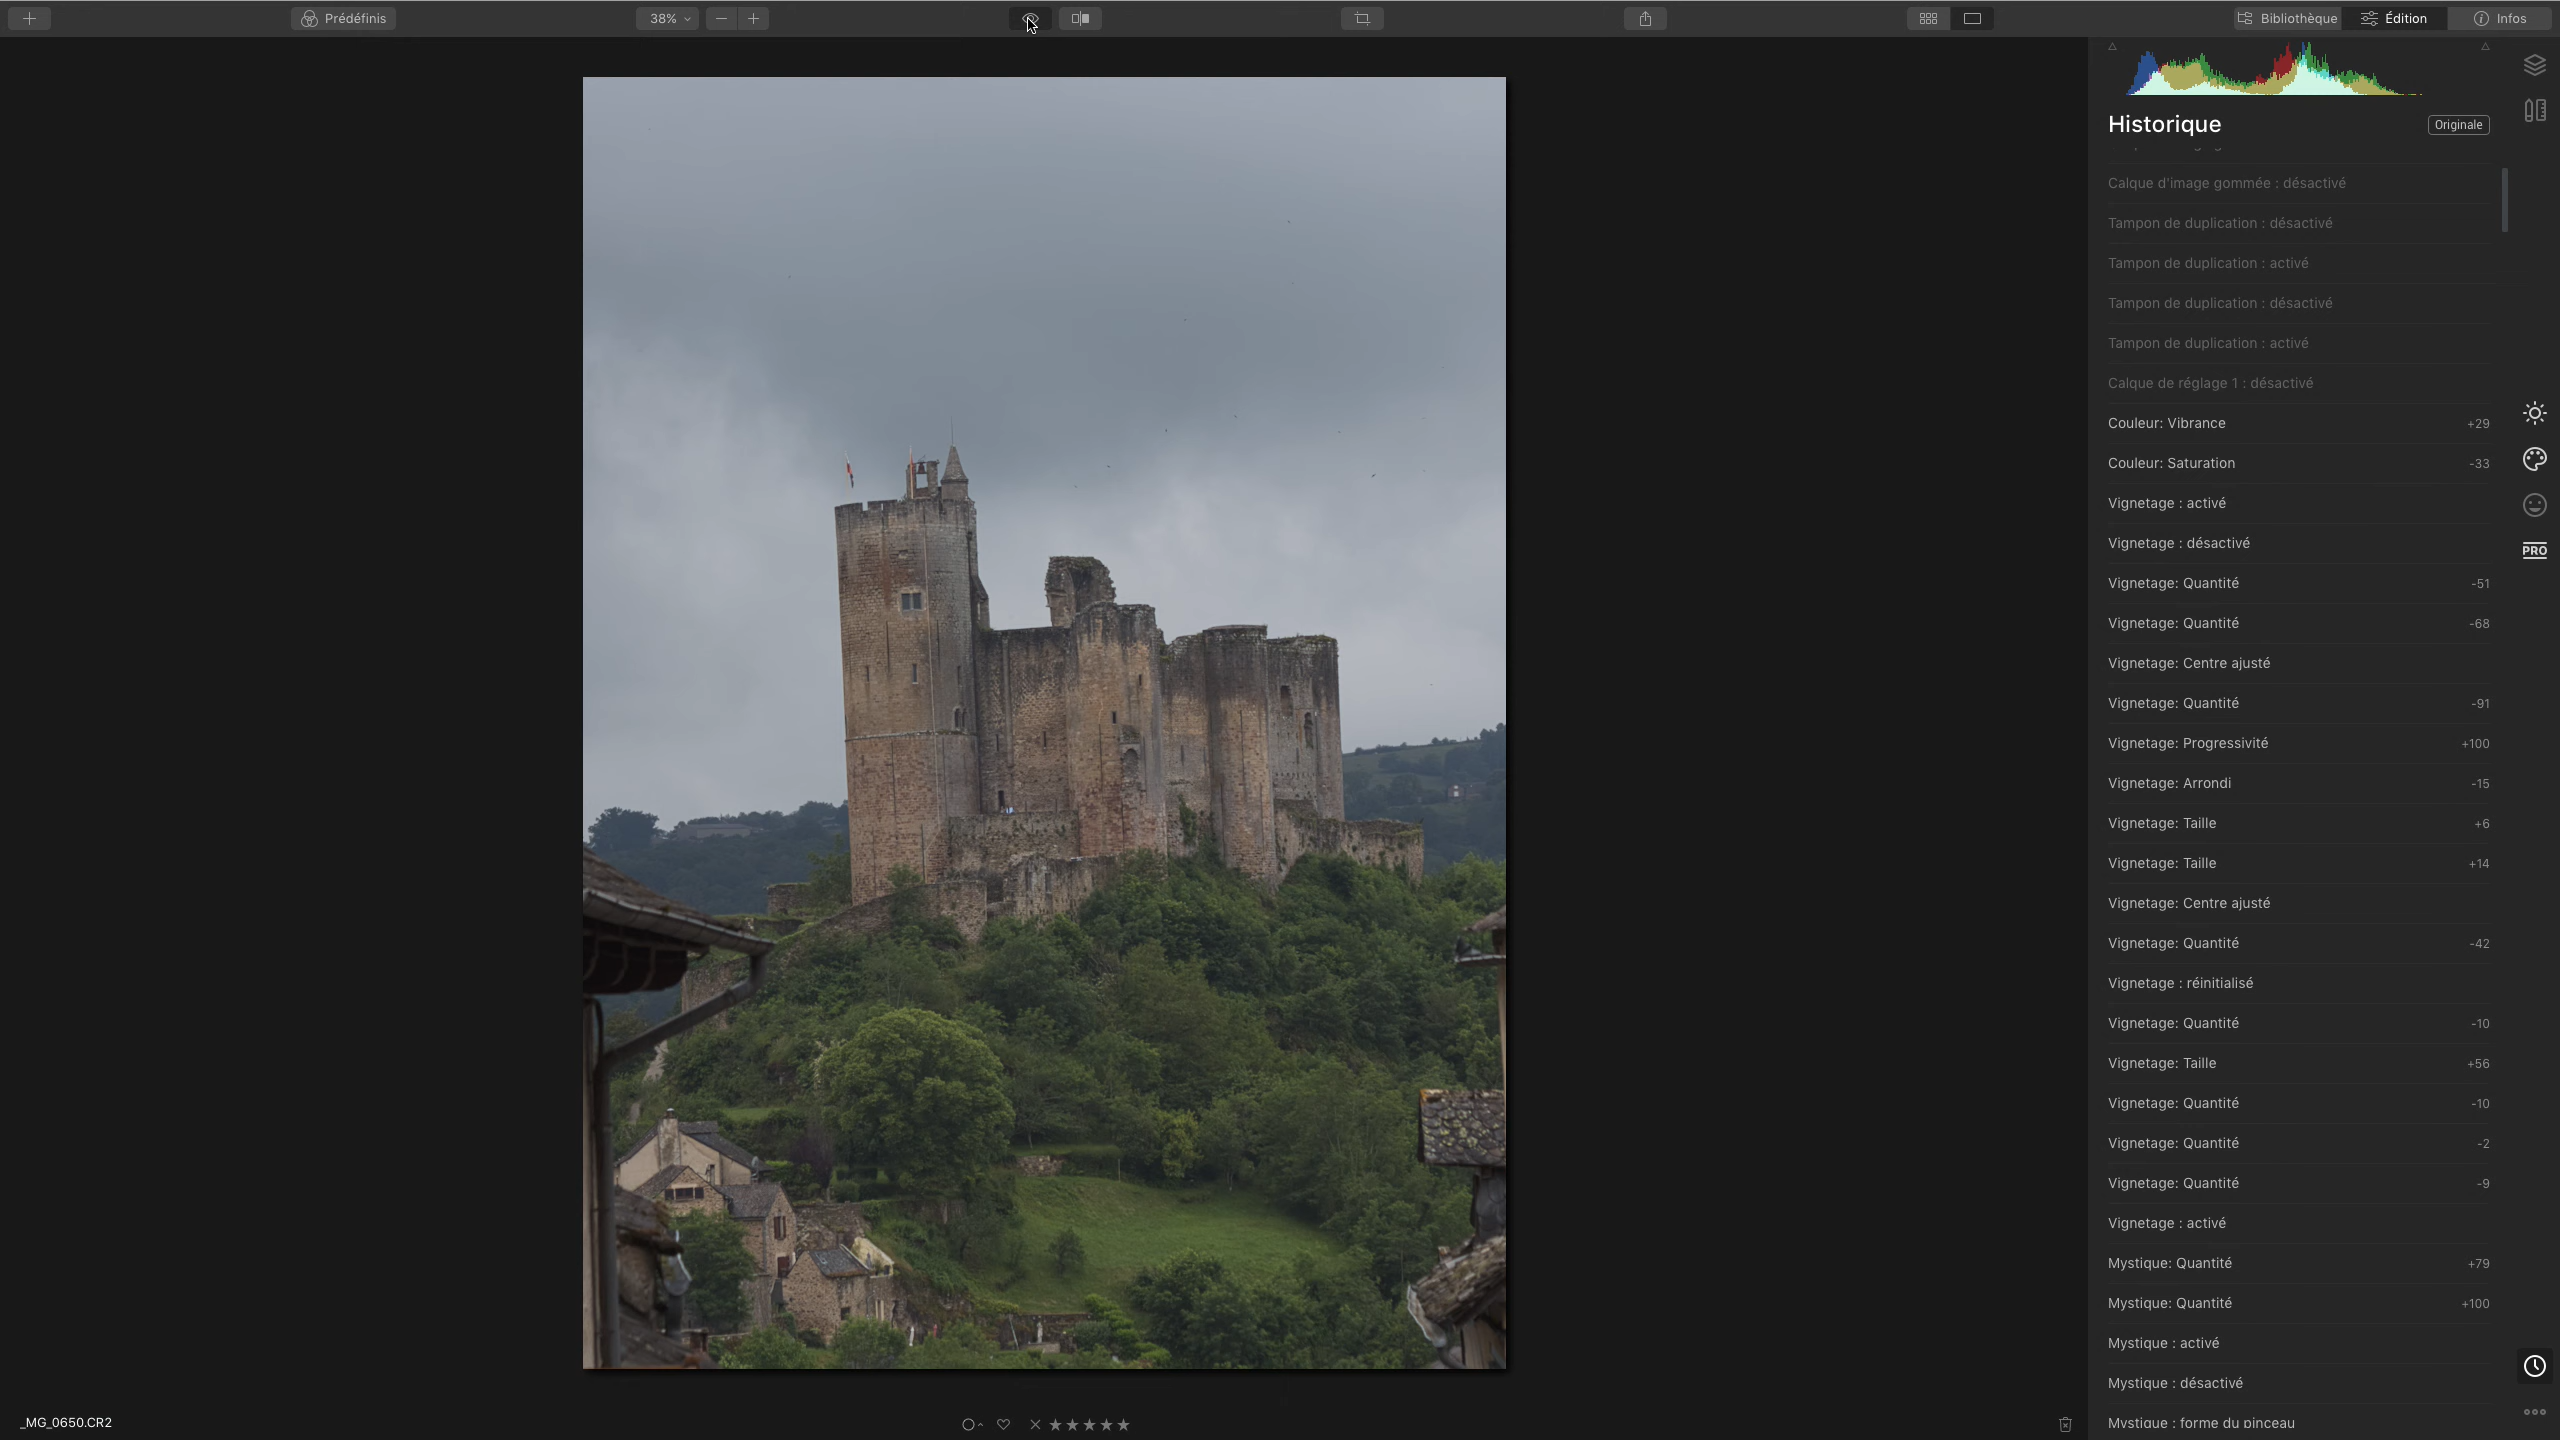 Prédéfinis
38%
Bibliothèque
Édition
Infos
Historique
Originale
Calque d'image gommée : désactivé
Tampon de duplication : désactivé
Tampon de duplication : activé
Tampon de duplication : désactivé
Tampon de duplication : activé
Calque de réglage 1 : désactivé
Couleur: Vibrance +29
Couleur: Saturation -33
Vignetage : activé
Vignetage : désactivé
Vignetage: Quantité -51
Vignetage: Quantité -68
Vignetage: Centre ajusté
Vignetage: Quantité -91
Vignetage: Progressivité +100
Vignetage: Arrondi -15
Vignetage: Taille +6
Vignetage: Taille +14
Vignetage: Centre ajusté
Vignetage: Quantité -42
Vignetage : réinitialisé
Vignetage: Quantité -10
Vignetage: Taille +56
Vignetage: Quantité -10
Vignetage: Quantité -2
Vignetage: Quantité -9
Vignetage : activé
Mystique: Quantité +79
Mystique: Quantité +100
Mystique : activé
Mystique : désactivé
Mystique : forme du pinceau
PRO
_MG_0650.CR2